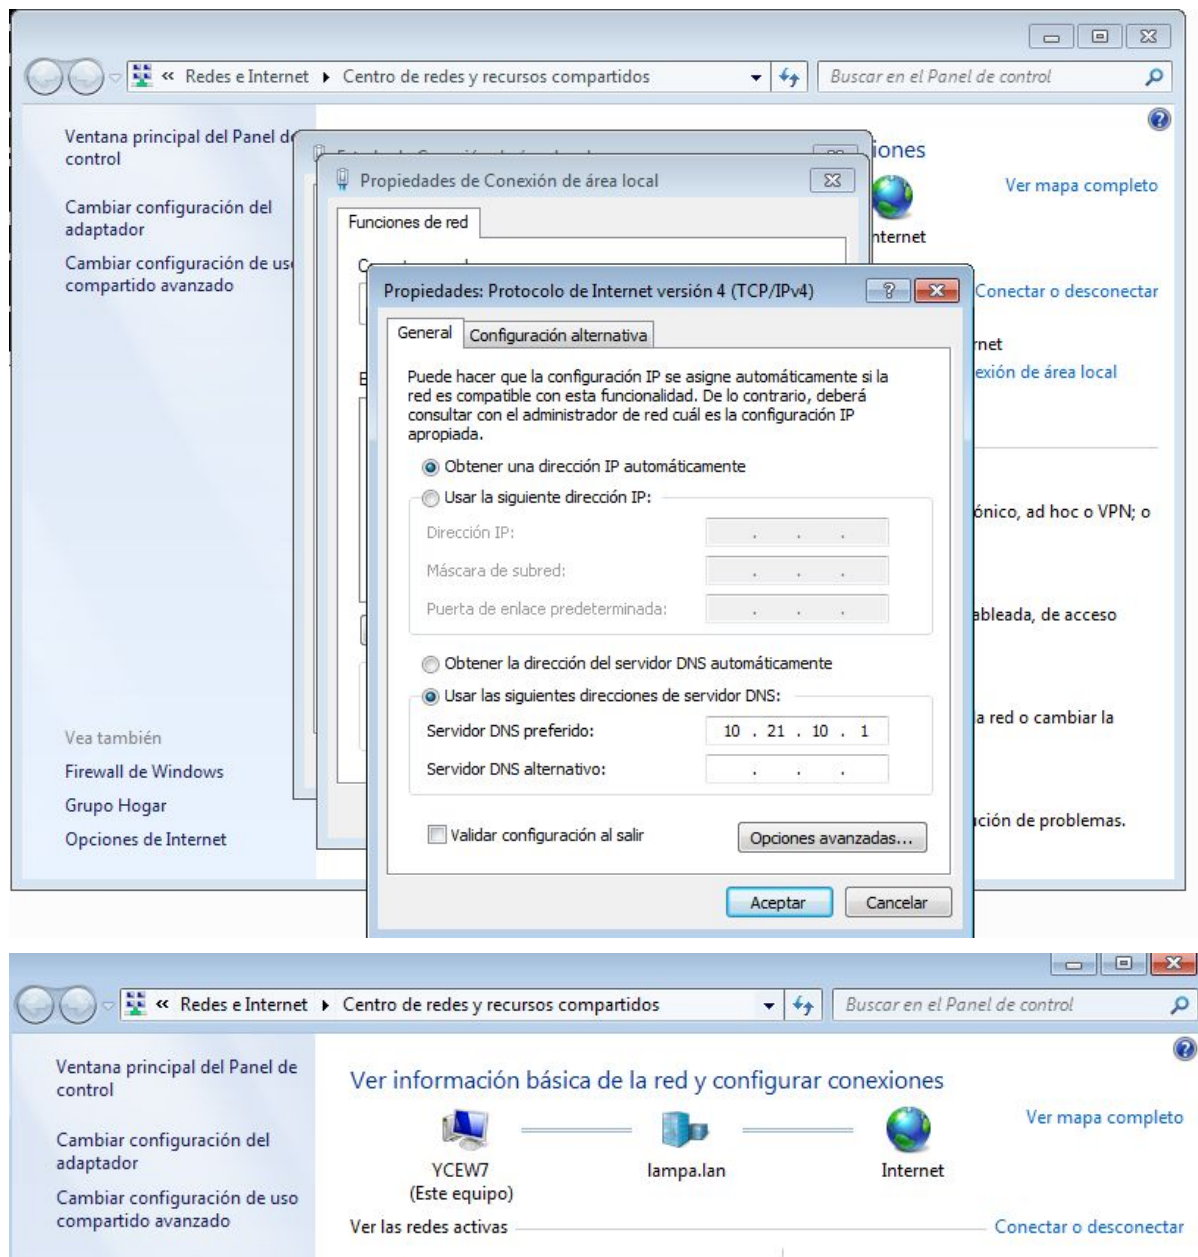 « Redes e Internet ▸ Centro de redes y recursos compartidos
Buscar en el Panel de control
Ventana principal del Panel de
control
Cambiar configuración del
adaptador
Cambiar configuración de uso
compartido avanzado
Vea también
Firewall de Windows
Grupo Hogar
Opciones de Internet
iones
Ver mapa completo
nternet
Conectar o desconectar
rnet
exión de área local
ónico, ad hoc o VPN; o
ableada, de acceso
a red o cambiar la
ución de problemas.
Propiedades de Conexión de área local
Funciones de red
Propiedades: Protocolo de Internet versión 4 (TCP/IPv4)
General
Configuración alternativa
Puede hacer que la configuración IP se asigne automáticamente si la
red es compatible con esta funcionalidad. De lo contrario, deberá
consultar con el administrador de red cuál es la configuración IP
apropiada.
Obtener una dirección IP automáticamente
Usar la siguiente dirección IP:
Dirección IP:
Máscara de subred:
Puerta de enlace predeterminada:
Obtener la dirección del servidor DNS automáticamente
Usar las siguientes direcciones de servidor DNS:
Servidor DNS preferido: 10 . 21 . 10 . 1
Servidor DNS alternativo: . . .
Validar configuración al salir
Opciones avanzadas...
Aceptar
Cancelar
« Redes e Internet ▸ Centro de redes y recursos compartidos
Buscar en el Panel de control
Ventana principal del Panel de
control
Cambiar configuración del
adaptador
Cambiar configuración de uso
compartido avanzado
Ver información básica de la red y configurar conexiones
Ver mapa completo
YCEW7
(Este equipo)
lampa.lan
Internet
Ver las redes activas
Conectar o desconectar